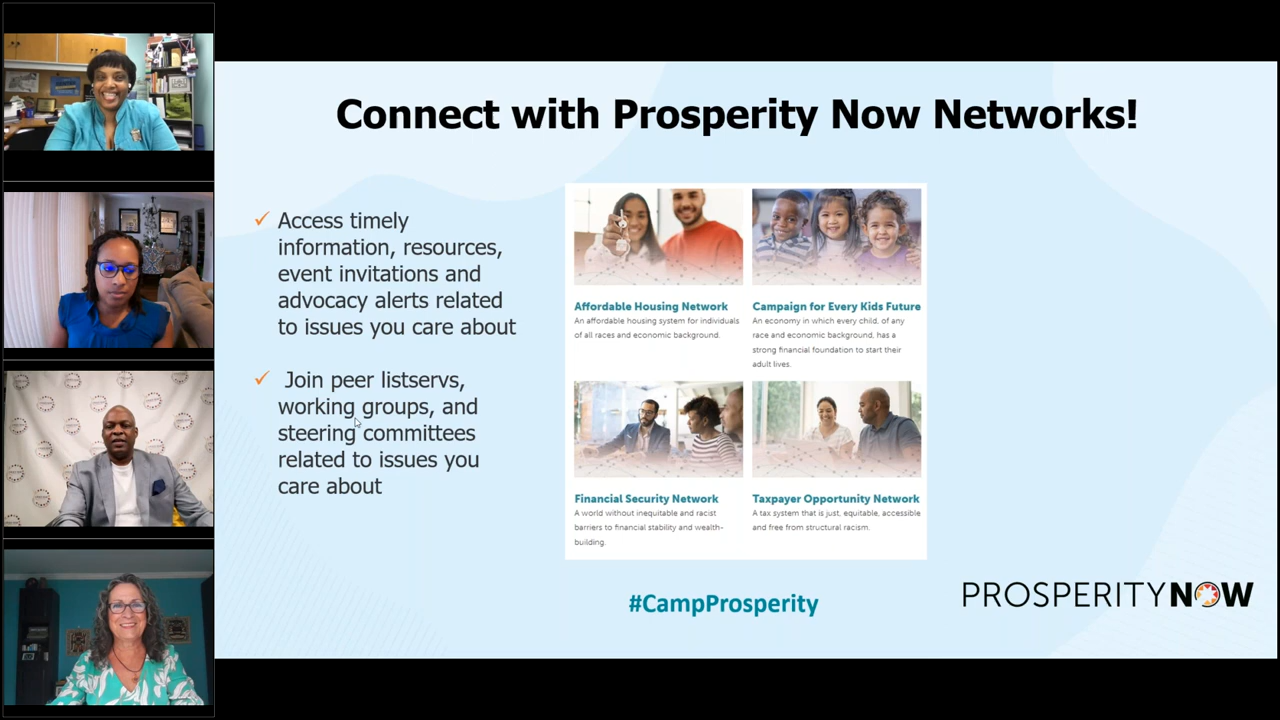 Connect with Prosperity Now Networks!
✓ Access timely
information, resources,
event invitations and
advocacy alerts related
to issues you care about
✓ Join peer listservs,
working groups, and
steering committees
related to issues you
care about
Affordable Housing Network
An affordable housing system for individuals
of all races and economic background.
Campaign for Every Kids Future
An economy in which every child, of any
race and economic background, has a
strong financial foundation to start their
adult lives.
Financial Security Network
A world without inequitable and racist
barriers to financial stability and wealth-
building.
Taxpayer Opportunity Network
A tax system that is just, equitable, accessible
and free from structural racism.
#CampProsperity
PROSPERITY NOW